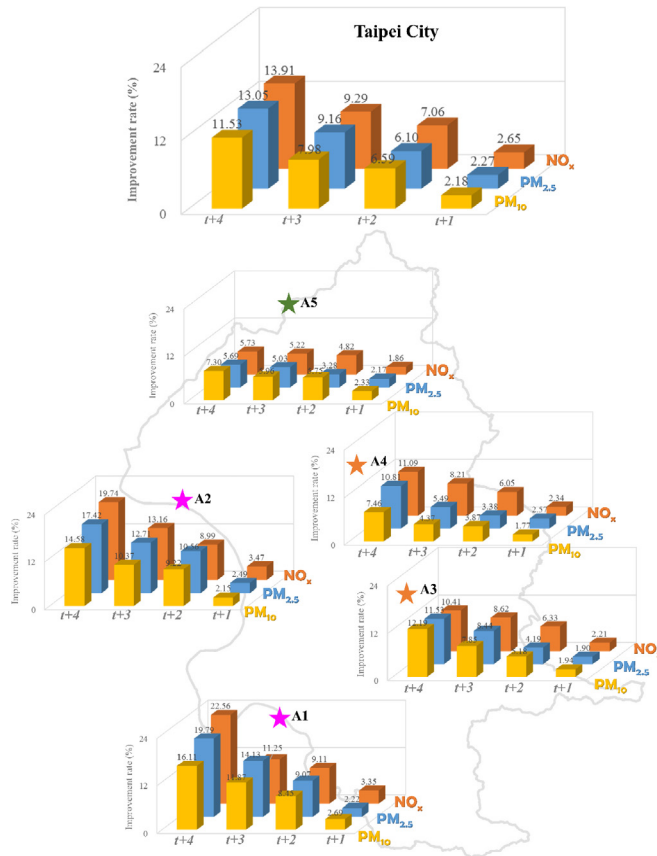 Taipei City
Improvement rate (%)
24
12
0
13.91
13.05
11.53
9.29
9.16
7.98
7.06
6.10
6.59
2.65
2.27
2.18
NOx
PM2.5
PM10
t+4 t+3 t+2 t+1
A5
Improvement rate (%)
24
12
0
5.73
5.69
7.30
5.22
5.03
4.82
3.28
1.86
2.17
2.33
NOx
PM2.5
PM10
t+4 t+3 t+2 t+1
A4
Improvement rate (%)
24
12
0
11.09
10.81
7.46
8.21
5.49
6.05
3.38
3.87
2.34
2.57
1.77
NOx
PM2.5
PM10
t+4 t+3 t+2 t+1
A2
Improvement rate (%)
24
12
0
19.74
17.42
14.58
13.16
12.71
10.37
8.99
9.22
3.47
2.49
2.15
NOx
PM2.5
PM10
t+4 t+3 t+2 t+1
A3
Improvement rate (%)
24
12
0
10.41
11.53
8.62
6.33
4.19
2.21
1.90
1.94
NO
PM2.5
PM10
t+4 t+3 t+2 t+1
A1
Improvement rate (%)
24
12
0
22.56
19.79
16.11
11.25
14.13
9.11
3.35
2.22
2.69
NOx
PM2.5
PM10
t+4 t+3 t+2 t+1